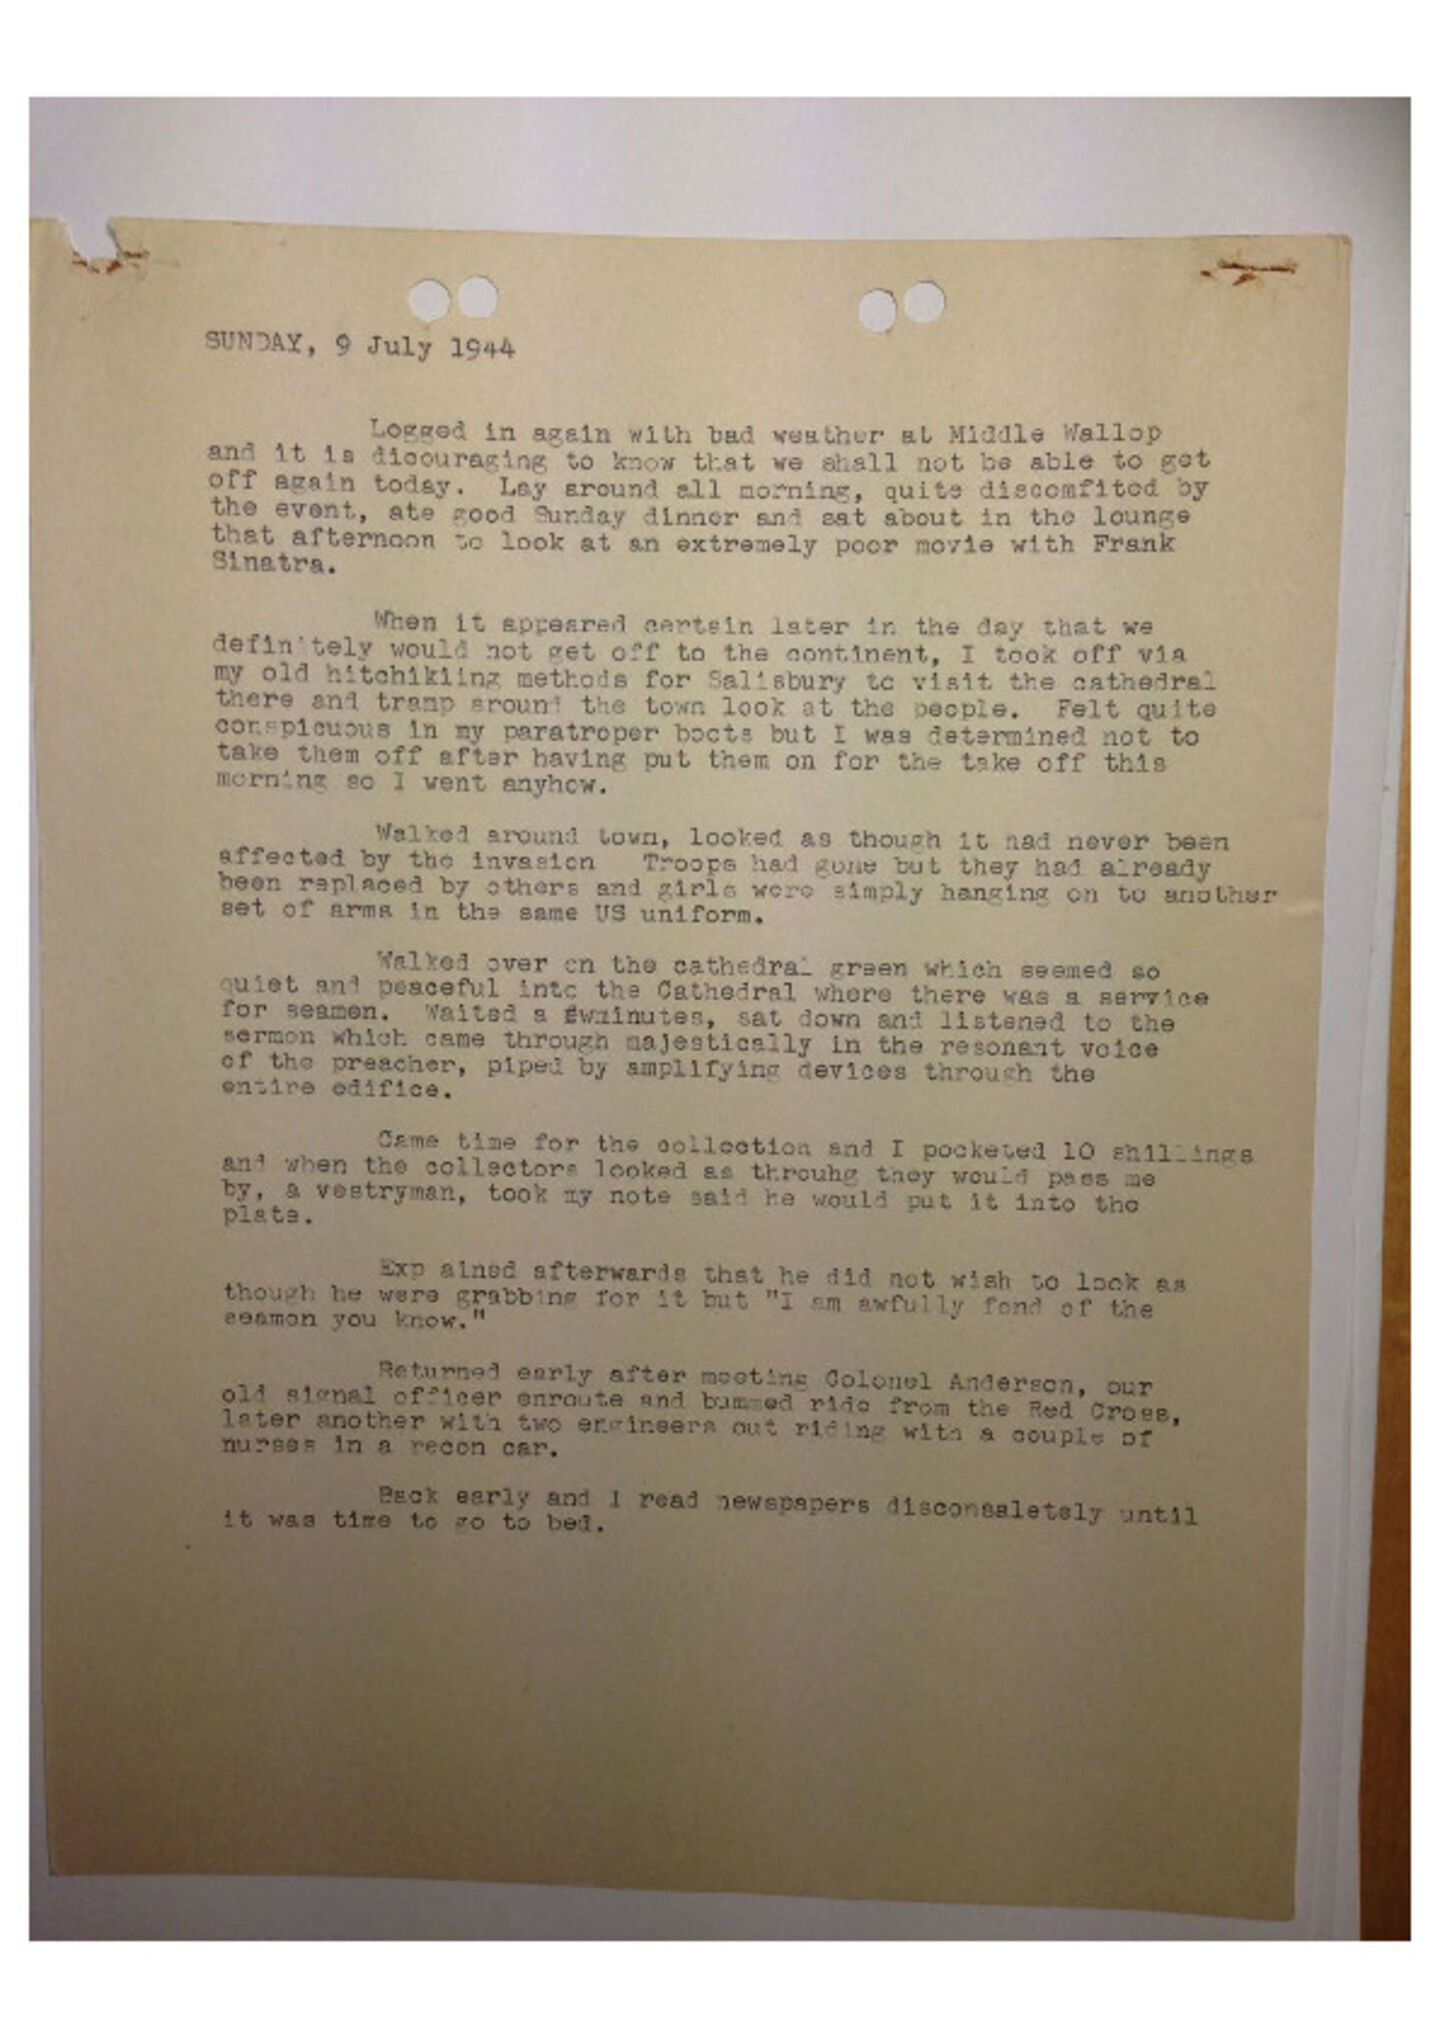 SUNDAY, 9 July 1944
Logged in again with bad weather at Middle Wallop
and it is dicouraging to know that we shall not be able to get
off again today. Lay around all morning, quite discomfited by
the event, ate good Sunday dinner and sat about in the lounge
that afternoon to look at an extremely poor movie with Frank
Sinatra.
When it appeared certain later in the day that we
defin tely would not get off to the continent, I took off via
my old hitchikiing methods for Salisbury to visit the cathedral
there and tramp around the town look at the people. Felt quite
conspicuous in my paratroper boots but I was determined not to
take them off after having put them on for the take off this
morning so I went anyhow.
Walked around town, looked as though it had never been
affected by the invasion Troops had gone but they had already
been replaced by others and girls were simply hanging on to another
set of arms in the same US uniform.
Walked over on the cathedral green which seemed so
quiet and peaceful into the Cathedral where there was a service
for seamen. Waited a minutes, sat down and listened to the
sermon which came through majestically in the resonant voice
of the preacher, piped by amplifying devices through the
entire edifice.
Came time for the collection and I pocketed 10 shillings
and when the collectors looked as throuhg they would pass me
by, a vestryman, took my note said he would put it into the
plate.
Exp ained afterwards that he did not wish to look as
though he were grabbing for it but "I am awfully fond of the
seamen you know."
Returned early after meeting Colonel Anderson, our
old signal officer enroute and bummed ride from the Red Cross,
later another with two engineers out riding with a couple of
nurses in a recon car.
Back early and I read newspapers disconsaletely until
it was time to go to bed.